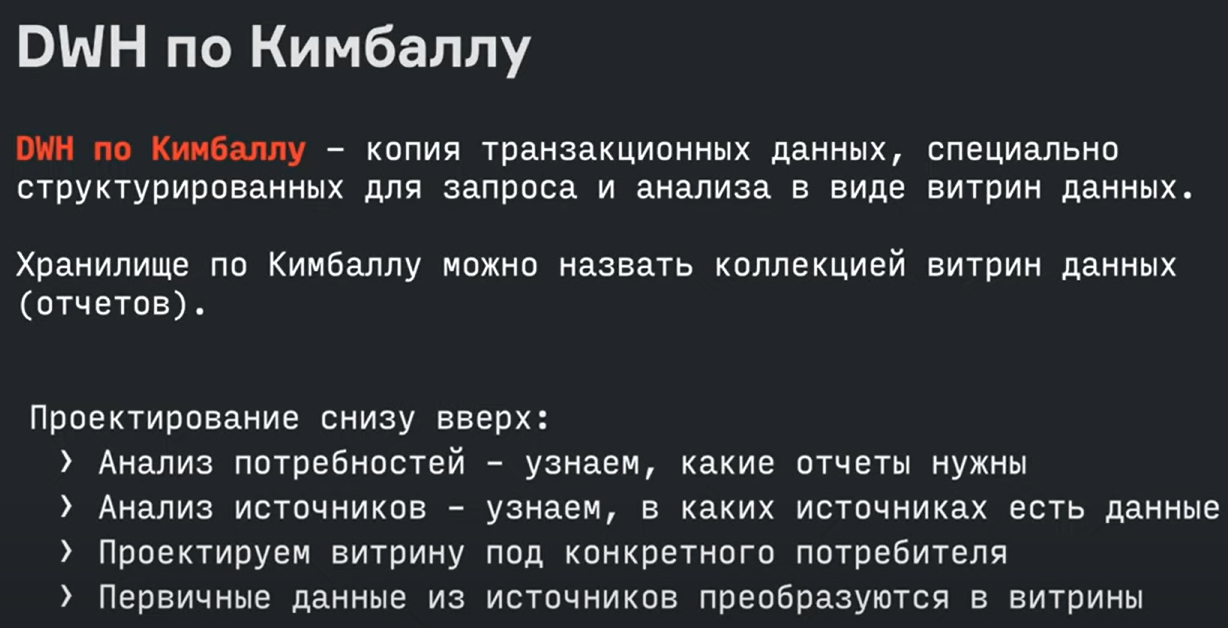 DWH по Кимбаллу
DWH по Кимбаллу – копия транзакционных данных, специально
структурированных для запроса и анализа в виде витрин данных.
Хранилище по Кимбаллу можно назвать коллекцией витрин данных
(отчетов).
Проектирование снизу вверх:
› Анализ потребностей – узнаем, какие отчеты нужны
› Анализ источников – узнаем, в каких источниках есть данные
› Проектируем витрину под конкретного потребителя
› Первичные данные из источников преобразуются в витрины